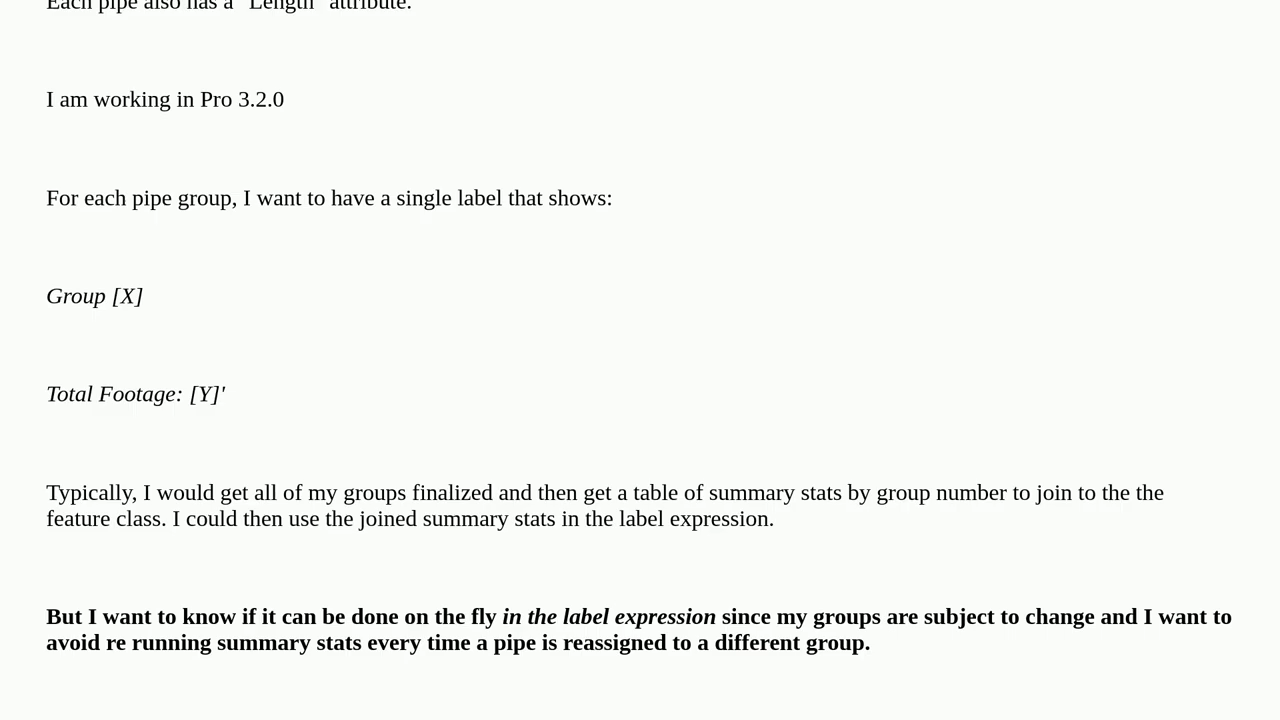 Each pipe also has a "Length" attribute.
I am working in Pro 3.2.0
For each pipe group, I want to have a single label that shows:
Group [X]
Total Footage: [Y]'
Typically, I would get all of my groups finalized and then get a table of summary stats by group number to join to the the
feature class. I could then use the joined summary stats in the label expression.
But I want to know if it can be done on the fly in the label expression since my groups are subject to change and I want to
avoid re running summary stats every time a pipe is reassigned to a different group.